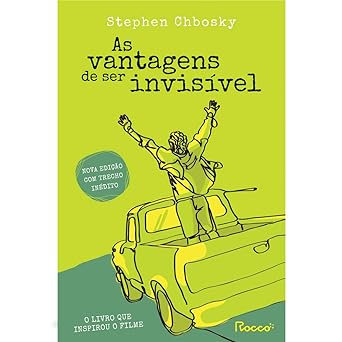 Stephen Chbosky
As
vantagens
de ser invisível
NOVA EDIÇÃO
COM TRECHO
INÉDITO
O LIVRO QUE
INSPIROU O FILME
Rocco